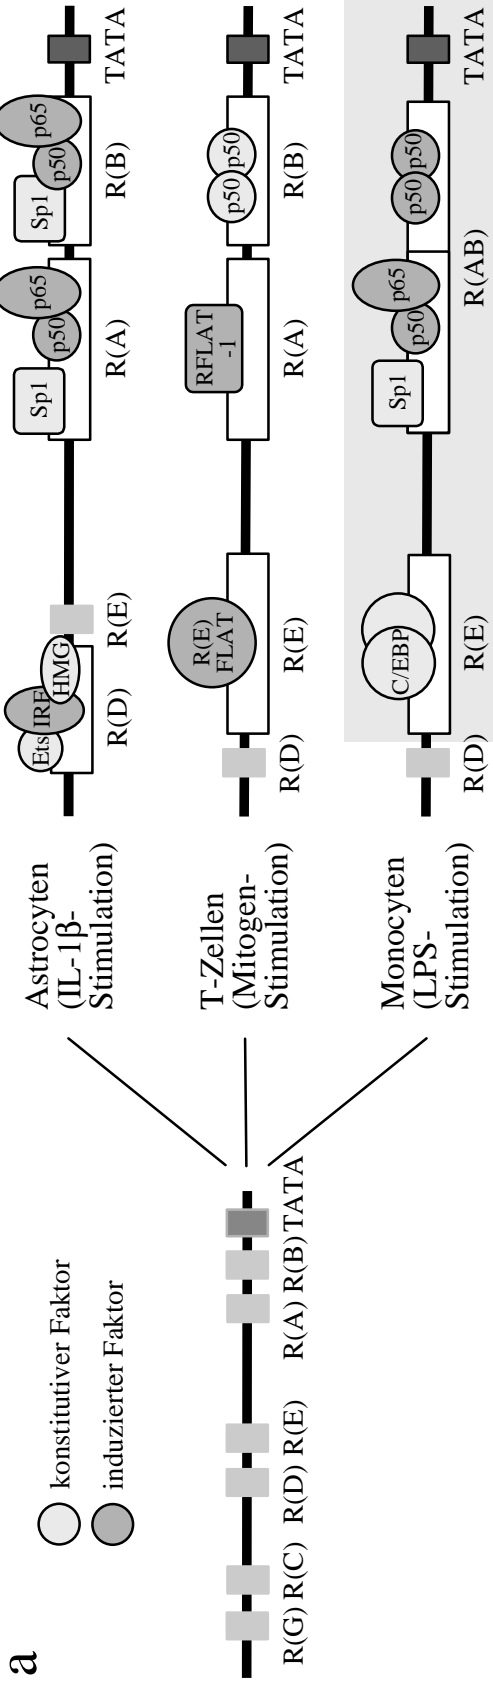 a
konstitutiver Faktor
induzierter Faktor
R(G) R(C) R(D) R(E) R(A) R(B) TATA
Astrocyten
(IL-1β-
Stimulation)
Ets IRF HMG Sp1 p50 p65 Sp1 p50 p65
R(D) R(E) R(A) R(B) TATA
T-Zellen
(Mitogen-
Stimulation)
R(E)
FLAT
RFLAT
-1
p50 p50
R(D) R(E) R(A) R(B) TATA
Monocyten
(LPS-
Stimulation)
C/EBP Sp1 p50 p65 p50 p50
R(D) R(E) R(AB) TATA